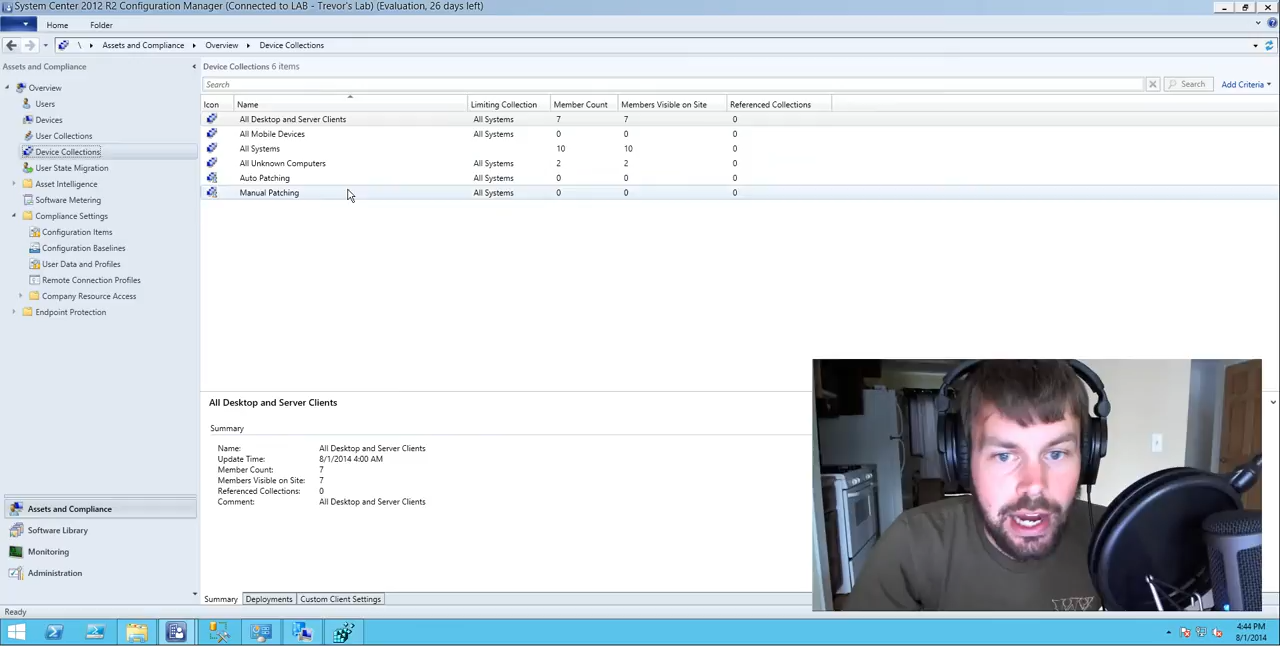 System Center 2012 R2 Configuration Manager (Connected to LAB - Trevor's Lab) (Evaluation, 26 days left)
Home Folder
\ Assets and Compliance Overview Device Collections
Assets and Compliance
Overview
Users
Devices
User Collections
Device Collections
User State Migration
Asset Intelligence
Software Metering
Compliance Settings
Configuration Items
Configuration Baselines
User Data and Profiles
Remote Connection Profiles
Company Resource Access
Endpoint Protection
Assets and Compliance
Software Library
Monitoring
Administration
Device Collections 6 items
Search Search Add Criteria
Icon Name Limiting Collection Member Count Members Visible on Site Referenced Collections
All Desktop and Server Clients All Systems 7 7 0
All Mobile Devices All Systems 0 0 0
All Systems 10 10 0
All Unknown Computers All Systems 2 2 0
Auto Patching All Systems 0 0 0
Manual Patching All Systems 0 0 0
All Desktop and Server Clients
Summary
Name: All Desktop and Server Clients
Update Time: 8/1/2014 4:00 AM
Member Count: 7
Members Visible on Site: 7
Referenced Collections: 0
Comment: All Desktop and Server Clients
Summary Deployments Custom Client Settings
Ready
4:44 PM
8/1/2014